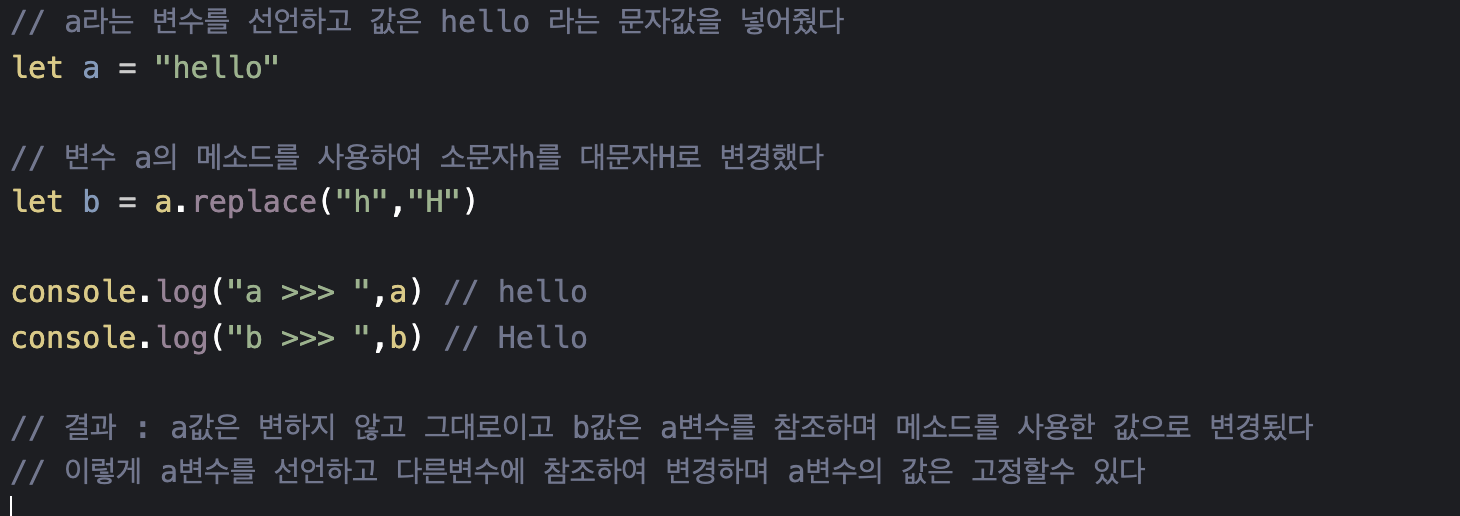 // a라는 변수를 선언하고 값은 hello 라는 문자값을 넣어줬다
let a = "hello"
// 변수 a의 메소드를 사용하여 소문자h를 대문자H로 변경했다
let b = a.replace("h","H")
console.log("a >>> ",a) // hello
console.log("b >>> ",b) // Hello
// 결과 : a값은 변하지 않고 그대로이고 b값은 a변수를 참조하며 메소드를 사용한 값으로 변경됬다
// 이렇게 a변수를 선언하고 다른변수에 참조하여 변경하며 a변수의 값은 고정할수 있다